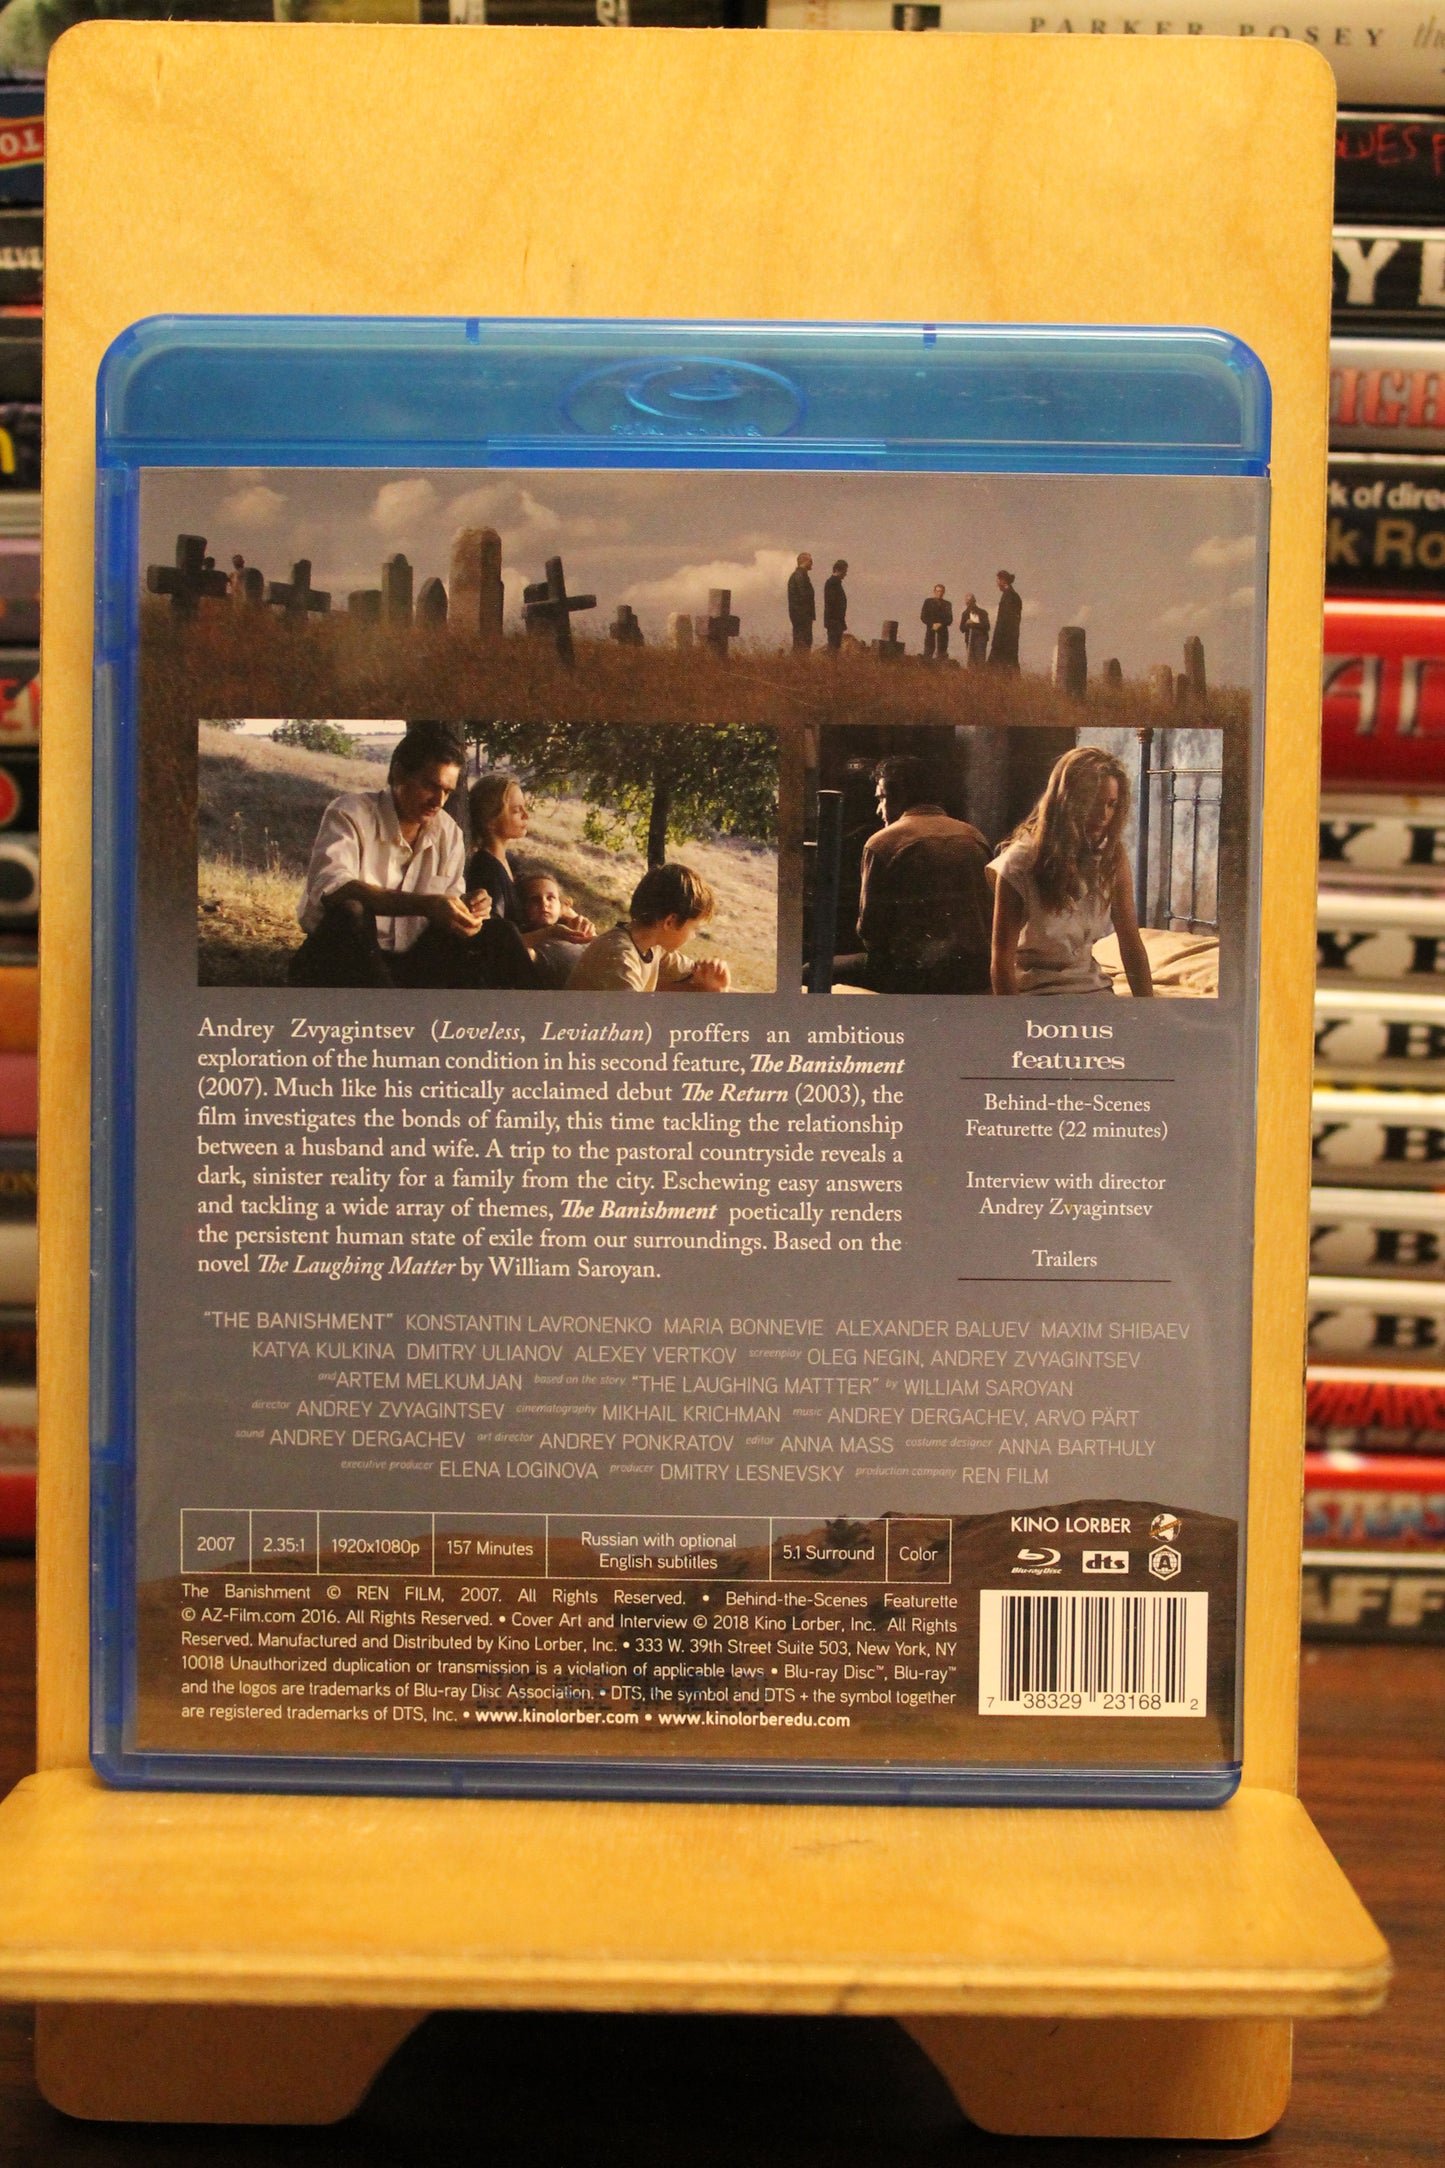 PARKER POSEY
Andrey Zvyagintsev (Loveless, Leviathan) proffers an ambitious
exploration of the human condition in his second feature, The Banishment
(2007). Much like his critically acclaimed debut The Return (2003), the
film investigates the bonds of family, this time tackling the relationship
between a husband and wife. A trip to the pastoral countryside reveals a
dark, sinister reality for a family from the city. Eschewing easy answers
and tackling a wide array of themes, The Banishment poetically renders
the persistent human state of exile from our surroundings. Based on the
novel The Laughing Matter by William Saroyan.
bonus
features
Behind-the-Scenes
Featurette (22 minutes)
Interview with director
Andrey Zvyagintsev
Trailers
“THE BANISHMENT” KONSTANTIN LAVRONENKO MARIA BONNEVIE ALEXANDER BALUEV MAXIM SHIBAEV
KATYA KULKINA DMITRY ULIANOV ALEXEY VERTKOV screenplay OLEG NEGIN, ANDREY ZVYAGINTSEV
and ARTEM MELKUMJAN based on the story “THE LAUGHING MATTTER” by WILLIAM SAROYAN
director ANDREY ZVYAGINTSEV cinematography MIKHAIL KRICHMAN music ANDREY DERGACHEV, ARVO PÄRT
sound ANDREY DERGACHEV art director ANDREY PONKRATOV editor ANNA MASS costume designer ANNA BARTHULY
executive producer ELENA LOGINOVA producer DMITRY LESNEVSKY production company REN FILM
2007 2.35:1 1920x1080p 157 Minutes Russian with optional
English subtitles 5.1 Surround Color
KINO LORBER
Blu-ray Disc dts A
The Banishment © REN FILM, 2007. All Rights Reserved. • Behind-the-Scenes Featurette
© AZ-Film.com 2016. All Rights Reserved. • Cover Art and Interview © 2018 Kino Lorber, Inc. All Rights
Reserved. Manufactured and Distributed by Kino Lorber, Inc. • 333 W. 39th Street Suite 503, New York, NY
10018 Unauthorized duplication or transmission is a violation of applicable laws • Blu-ray Disc™, Blu-ray™
and the logos are trademarks of Blu-ray Disc Association. • DTS, the symbol and DTS + the symbol together
are registered trademarks of DTS, Inc. • www.kinolorber.com • www.kinolorberedu.com
7 38329 23168 2